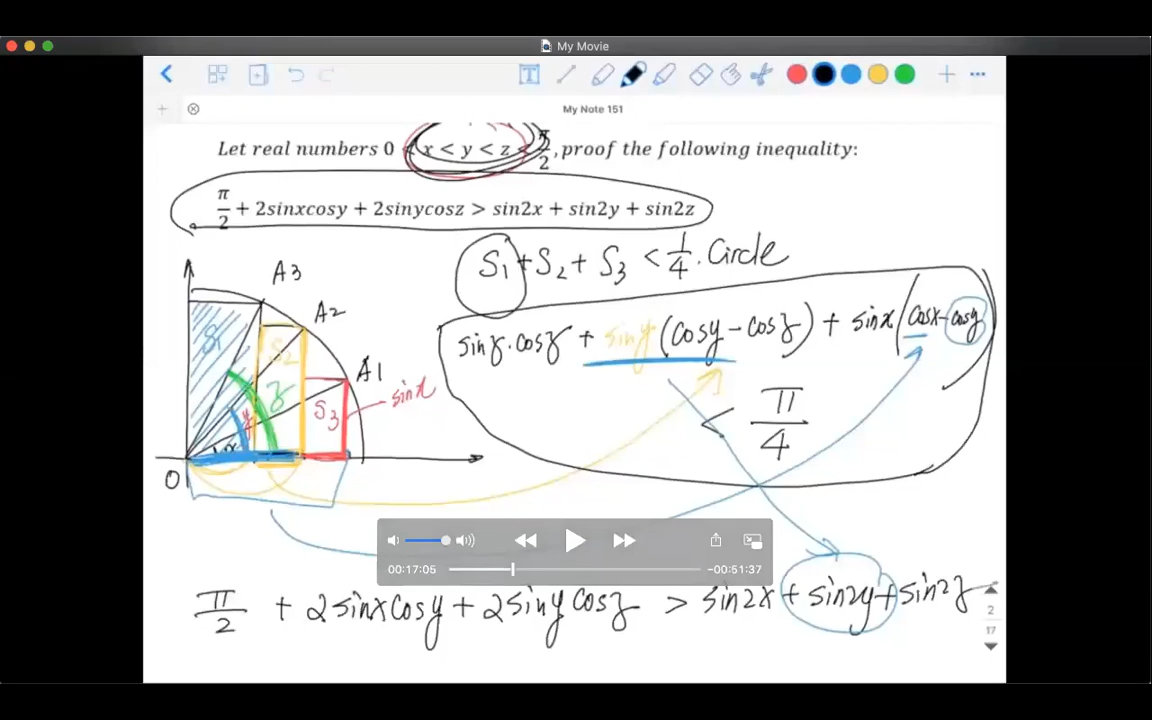 My Movie
My Note 151
Let real numbers 0 < x < y < z < π/2, proof the following inequality:
π/2 + 2sinxcosy + 2sinycosz > sin2x + sin2y + sin2z
S1 + S2 + S3 < 1/4 . Circle
A3
A2
A1
S1
S2
S3
sinx
y
z
x
O
sinz.cosz + siny (cosy - cosz) + sinx (cosx - cosy)
< π/4
00:17:05
-00:51:37
π/2 + 2sinxcosy + 2sinycosz > sin2x + sin2y + sin2z
2
17